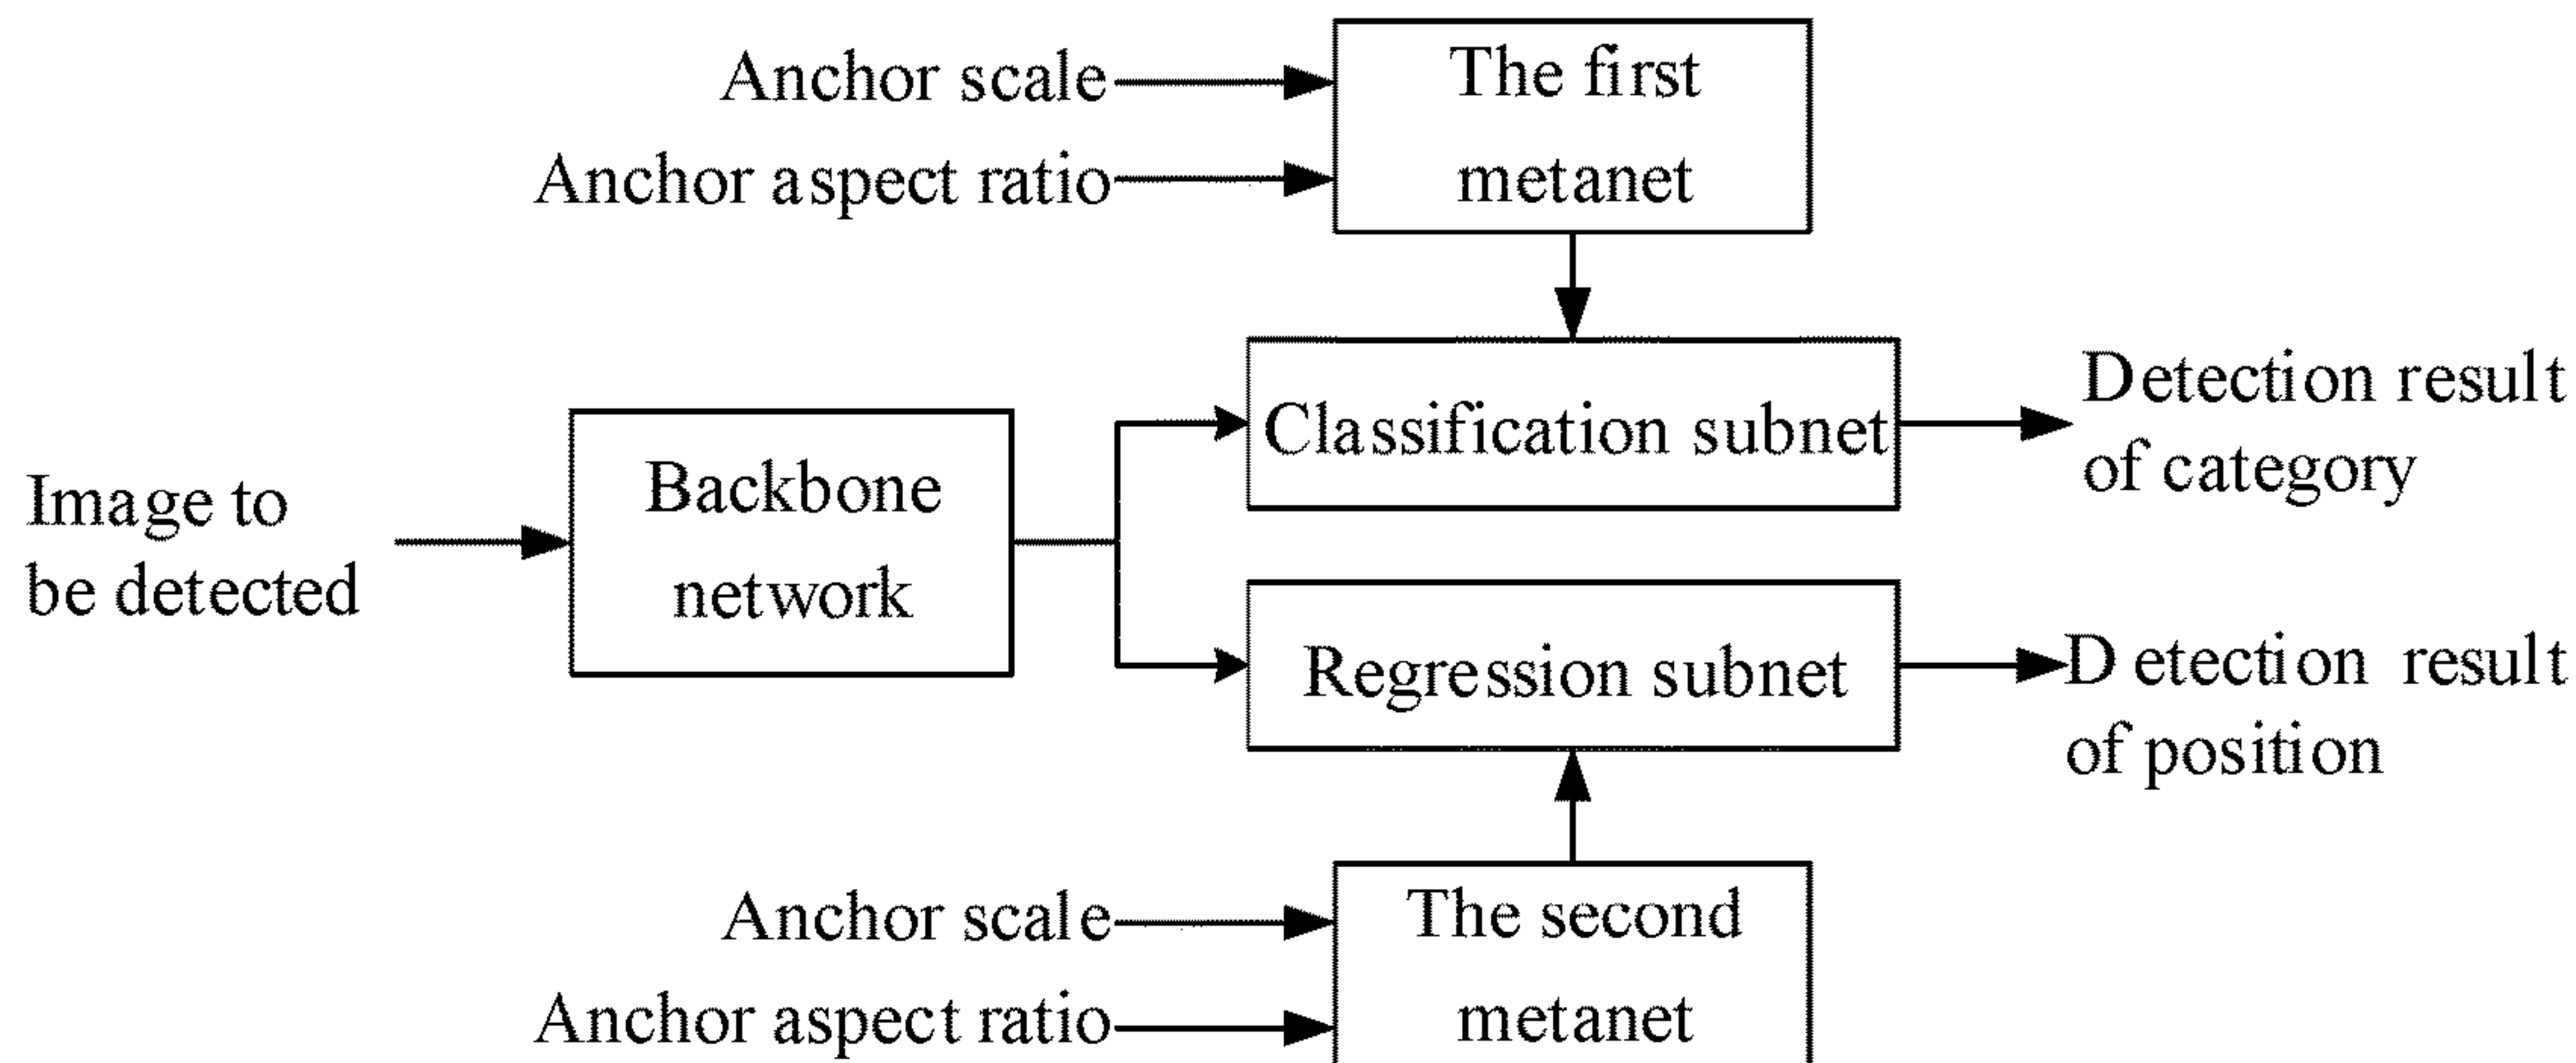 Anchor scale
Anchor aspect ratio
The first
metanet
Image to
be detected
Backbone
network
Classification subnet
Detection result
of category
Regression subnet
Detection result
of position
Anchor scale
Anchor aspect ratio
The second
metanet